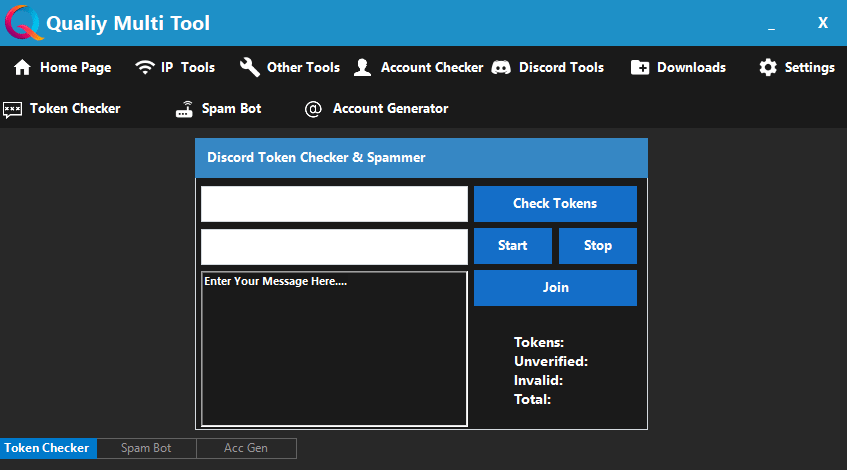 Qualiy Multi Tool _ X
Home Page IP Tools Other Tools Account Checker Discord Tools Downloads Settings
Token Checker Spam Bot @ Account Generator
Discord Token Checker & Spammer
Check Tokens
Start Stop
Enter Your Message Here....
Join
Tokens:
Unverified:
Invalid:
Total:
Token Checker Spam Bot Acc Gen